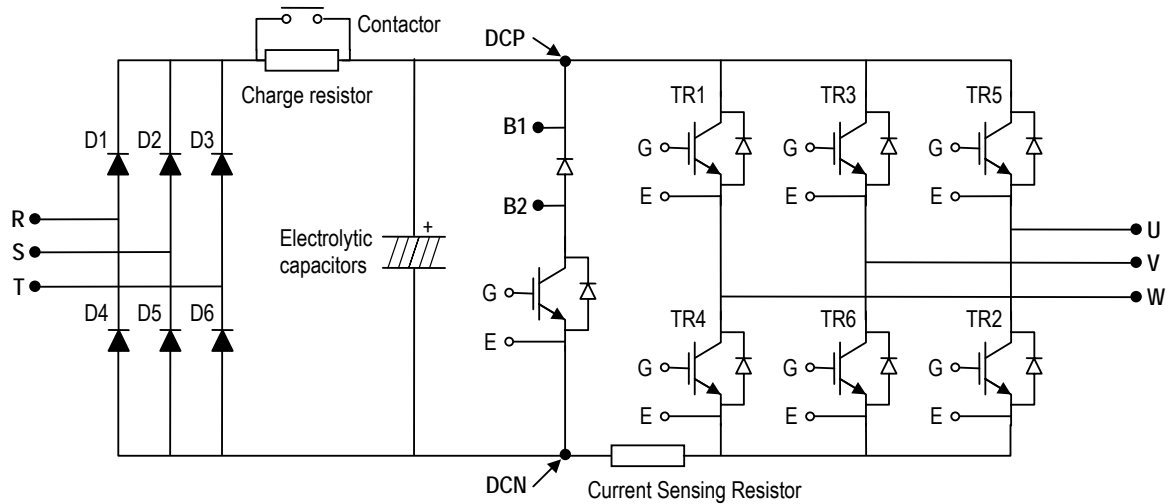 Contactor
DCP
Charge resistor
TR1
TR3
TR5
B1
D1
D2
D3
G
G
G
B2
E
E
E
R
S
T
Electrolytic
capacitors
+
U
V
W
G
D4
D5
D6
TR4
TR6
TR2
E
G
G
G
E
E
E
DCN
Current Sensing Resistor